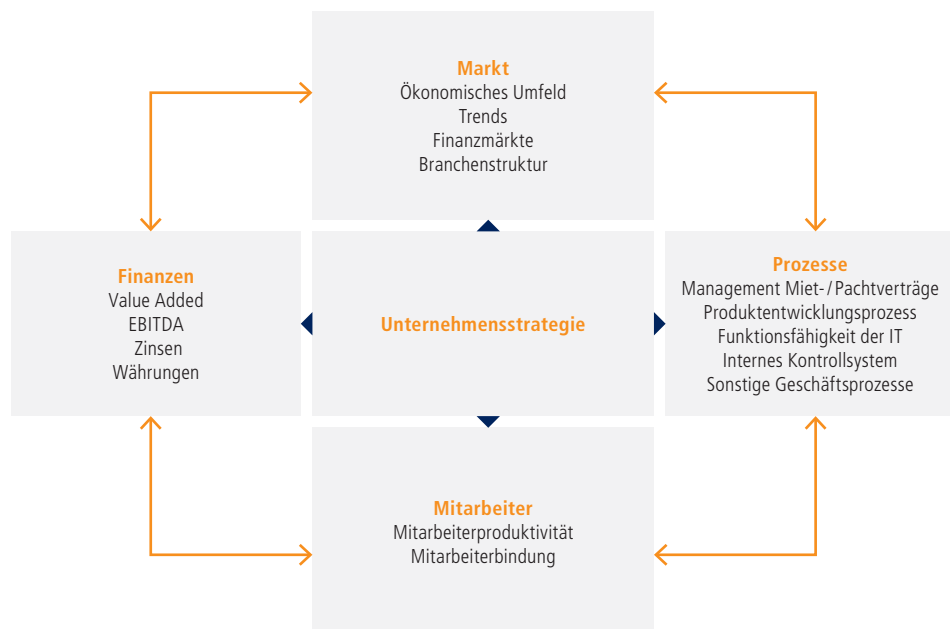 Markt
Ökonomisches Umfeld
Trends
Finanzmärkte
Branchenstruktur
Finanzen
Value Added
EBITDA
Zinsen
Währungen
Unternehmensstrategie
Prozesse
Management Miet-/Pachtverträge
Produktentwicklungsprozess
Funktionsfähigkeit der IT
Internes Kontrollsystem
Sonstige Geschäftsprozesse
Mitarbeiter
Mitarbeiterproduktivität
Mitarbeiterbindung